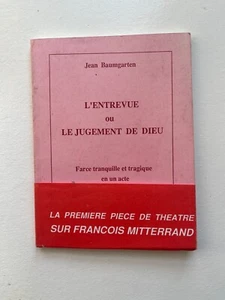 Jean Baumgarten
L'ENTREVUE
ou
LE JUGEMENT DE DIEU
Farce tranquille et tragique
en un acte
LA PREMIERE PIECE DE THEATRE
SUR FRANCOIS MITTERRAND